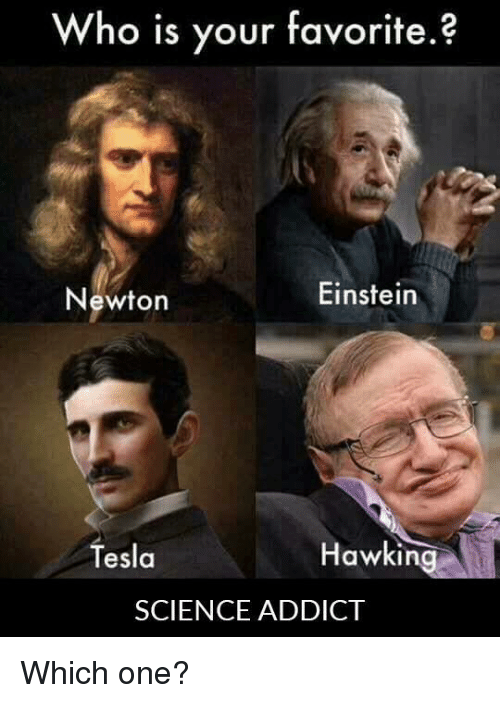 Who is your favorite.?
Newton
Einstein
Tesla
Hawking
SCIENCE ADDICT
Which one?